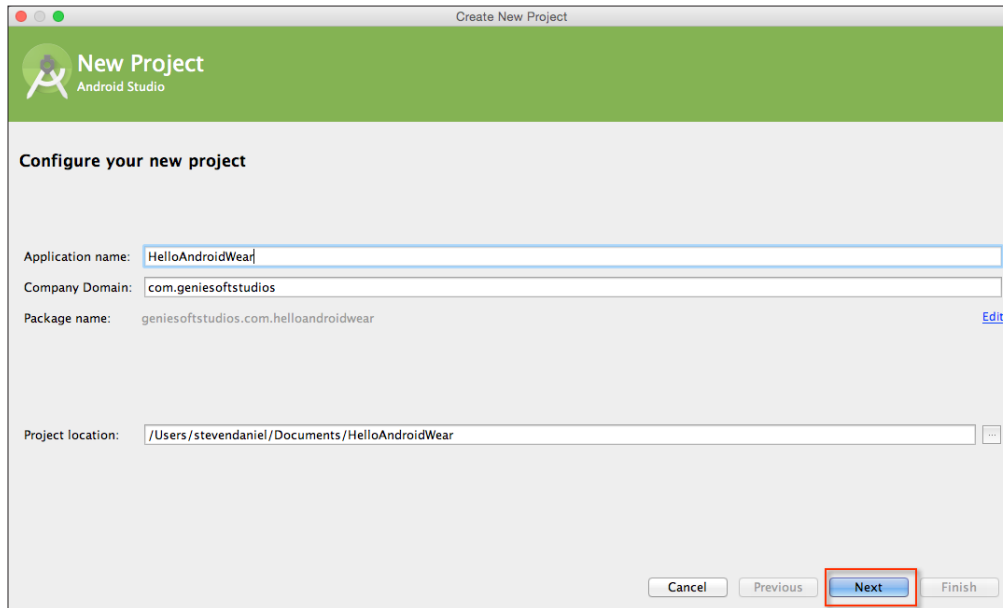 Create New Project
New Project
Android Studio
Configure your new project
Application name: HelloAndroidWear
Company Domain: com.geniesoftstudios
Package name: geniesoftstudios.com.helloandroidwear Edit
Project location: /Users/stevendaniel/Documents/HelloAndroidWear ...
Cancel Previous Next Finish